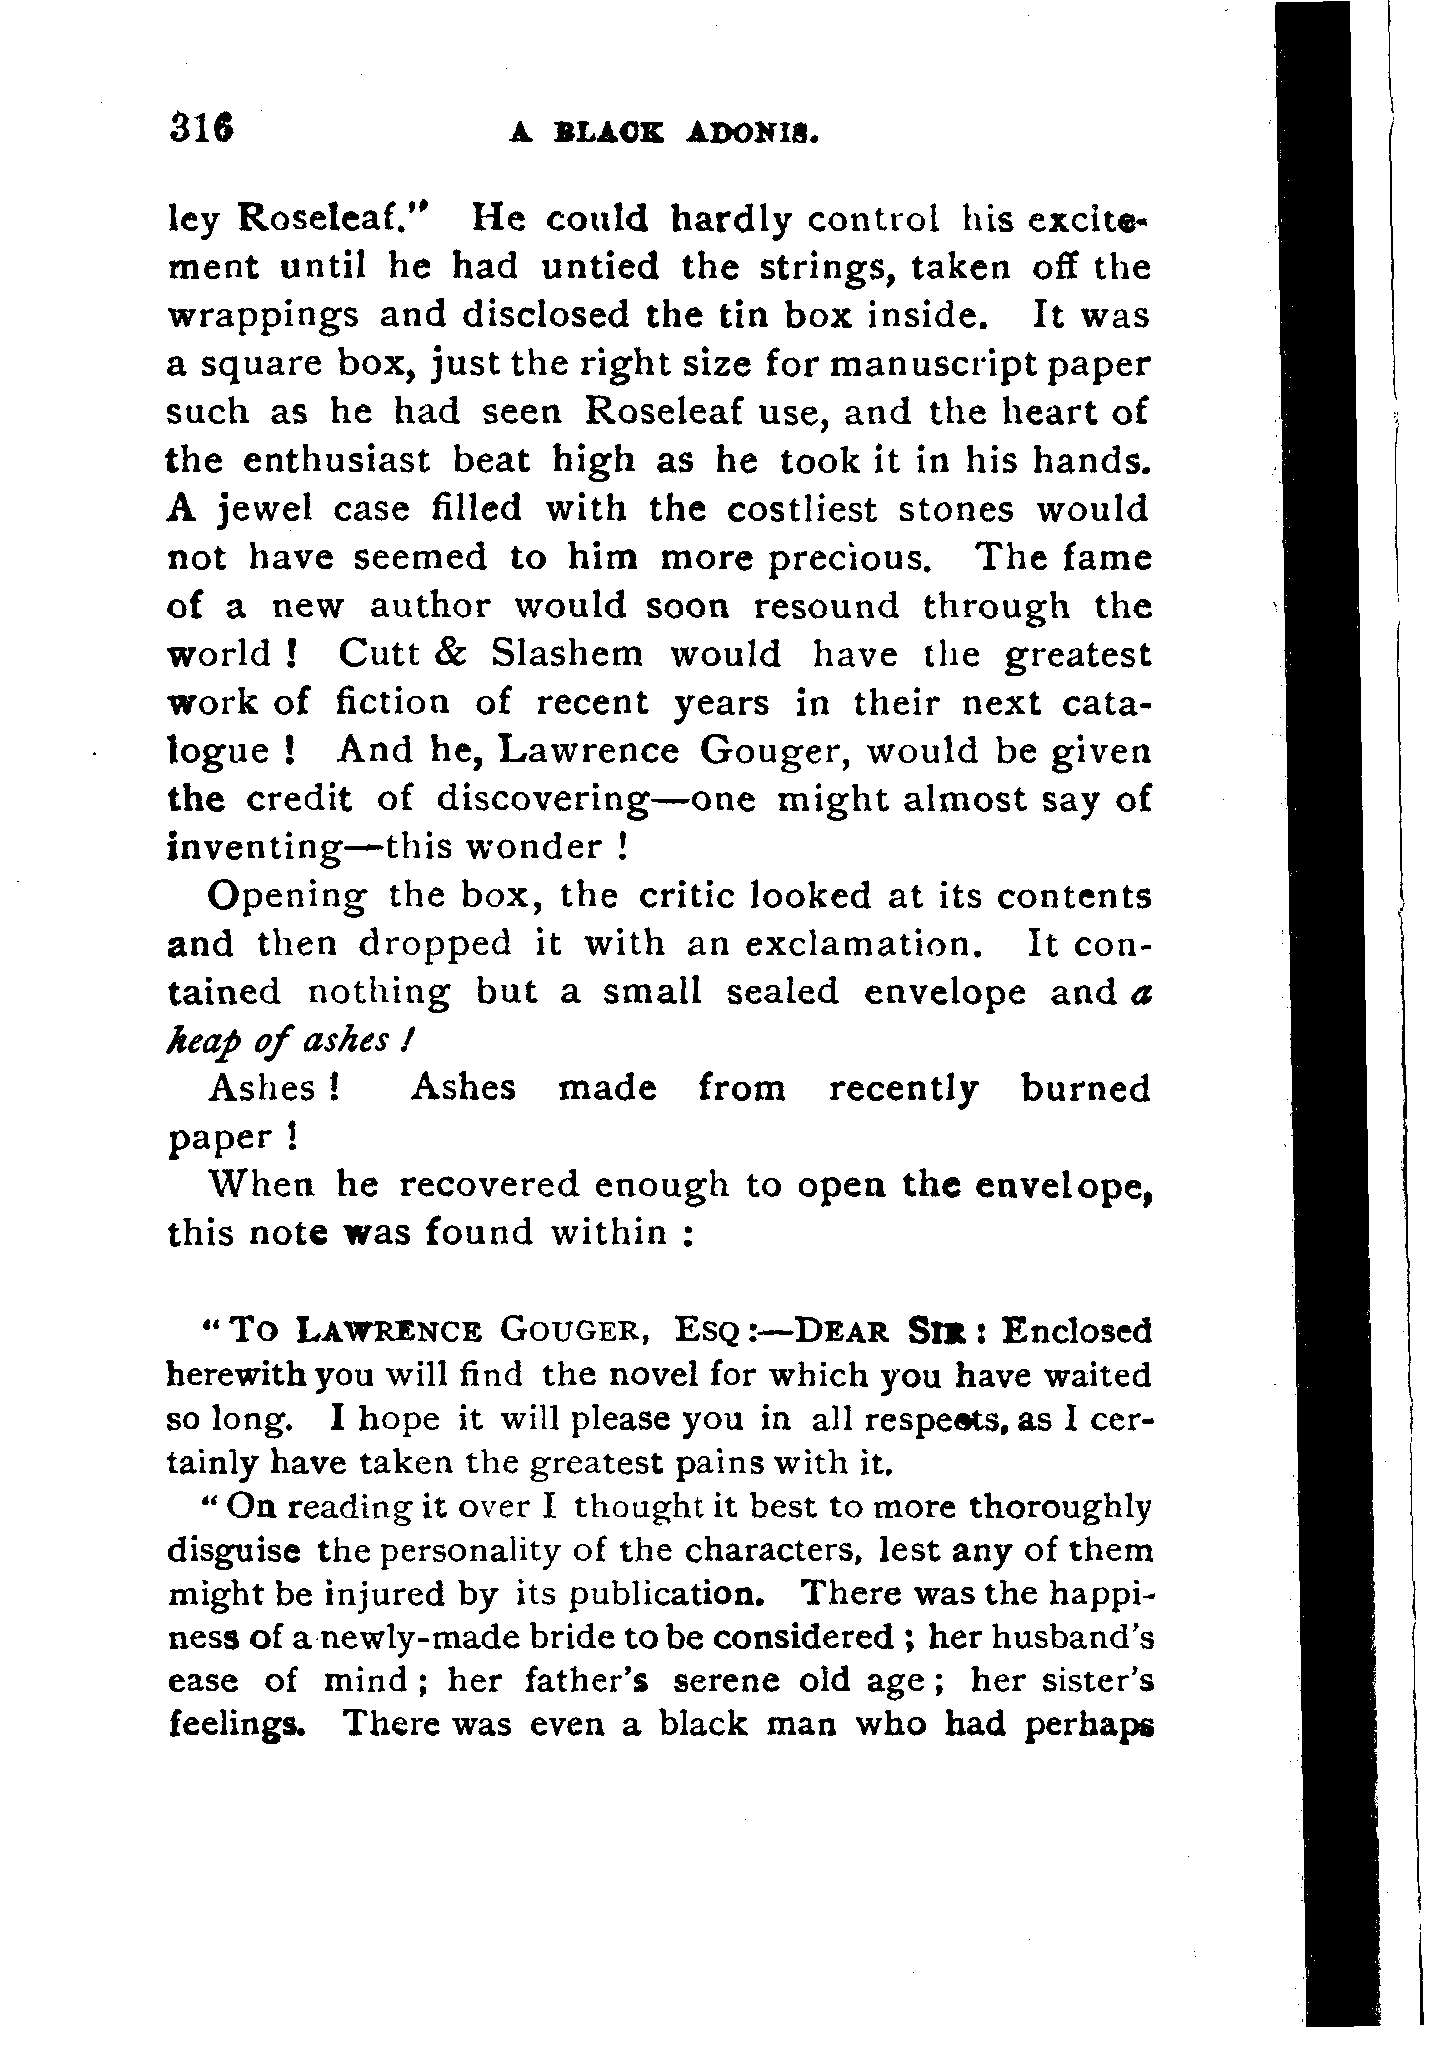 316 A BLACK ADONIS.
ley Roseleaf." He could hardly control his excite-
ment until he had untied the strings, taken off the
wrappings and disclosed the tin box inside. It was
a square box, just the right size for manuscript paper
such as he had seen Roseleaf use, and the heart of
the enthusiast beat high as he took it in his hands.
A jewel case filled with the costliest stones would
not have seemed to him more precious. The fame
of a new author would soon resound through the
world ! Cutt & Slashem would have the greatest
work of fiction of recent years in their next cata-
logue ! And he, Lawrence Gouger, would be given
the credit of discovering—one might almost say of
inventing—this wonder !
Opening the box, the critic looked at its contents
and then dropped it with an exclamation. It con-
tained nothing but a small sealed envelope and a
heap of ashes !
Ashes ! Ashes made from recently burned
paper !
When he recovered enough to open the envelope,
this note was found within :
"TO LAWRENCE GOUGER, ESQ :—DEAR SIR : Enclosed
herewith you will find the novel for which you have waited
so long. I hope it will please you in all respects, as I cer-
tainly have taken the greatest pains with it.
"On reading it over I thought it best to more thoroughly
disguise the personality of the characters, lest any of them
might be injured by its publication. There was the happi-
ness of a newly-made bride to be considered ; her husband's
ease of mind ; her father's serene old age ; her sister's
feelings. There was even a black man who had perhaps